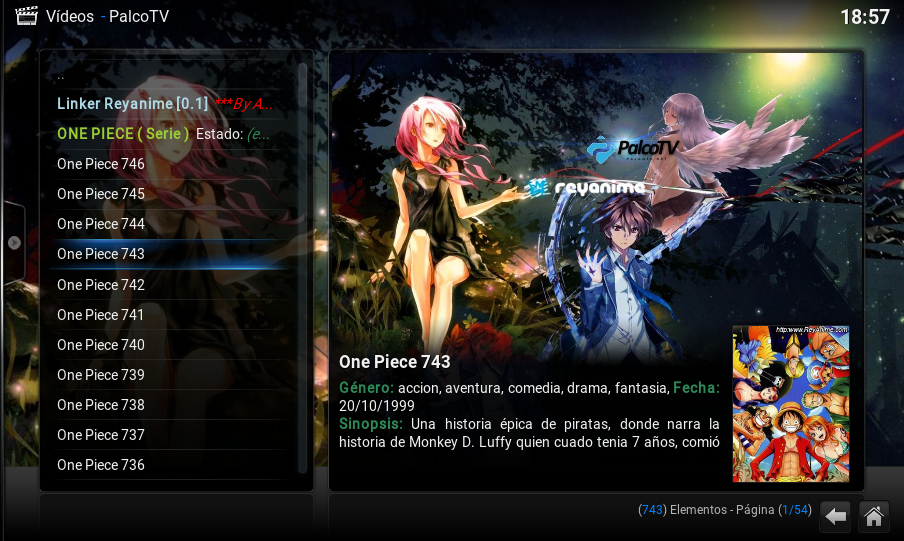 Vídeos - PalcoTV
18:57
..
Linker Reyanime [0.1] ***By A...
ONE PIECE ( Serie ) Estado: (e...
One Piece 746
One Piece 745
One Piece 744
One Piece 743
One Piece 742
One Piece 741
One Piece 740
One Piece 739
One Piece 738
One Piece 737
One Piece 736
PalcoTV
reyanime
http:www.ReyAnime.com
One Piece 743
Género: accion, aventura, comedia, drama, fantasia, Fecha:
20/10/1999
Sinopsis: Una historia épica de piratas, donde narra la
historia de Monkey D. Luffy quien cuado tenia 7 años, comió
(743) Elementos - Página (1/54)